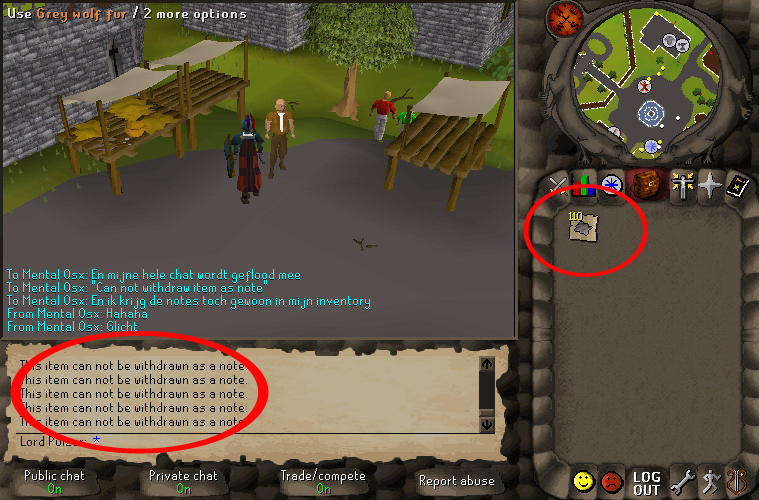 Use Grey wolf fur / 2 more options
110
To Mental Osx: En mijne hele chat wordt geflood mee
To Mental Osx: "Can not withdraw item as note"
To Mental Osx: En ik krijg de notes toch gewoon in mijn inventory
From Mental Osx: Hahaha
From Mental Osx: Glicht
This item can not be withdrawn as a note.
This item can not be withdrawn as a note.
This item can not be withdrawn as a note.
This item can not be withdrawn as a note.
This item can not be withdrawn as a note.
Lord *
Public chat
On
Private chat
On
Trade/compete
On
Report abuse
LOG
OUT